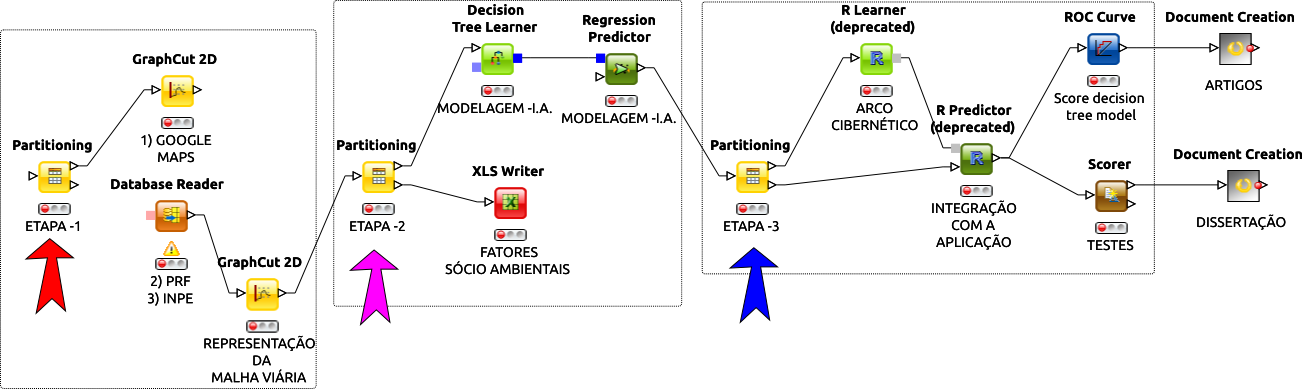 GraphCut 2D
1) GOOGLE
MAPS
Partitioning
ETAPA -1
Database Reader
2) PRF
3) INPE
GraphCut 2D
REPRESENTAÇÃO
DA
MALHA VIÁRIA
Partitioning
ETAPA -2
Decision
Tree Learner
MODELAGEM -I.A.
Regression
Predictor
MODELAGEM -I.A.
XLS Writer
FATORES
SÓCIO AMBIENTAIS
Partitioning
ETAPA -3
R Learner
(deprecated)
R
ARCO
CIBERNÉTICO
R Predictor
(deprecated)
R
INTEGRAÇÃO
COM A
APLICAÇÃO
ROC Curve
Score decision
tree model
Scorer
TESTES
Document Creation
ARTIGOS
Document Creation
DISSERTAÇÃO